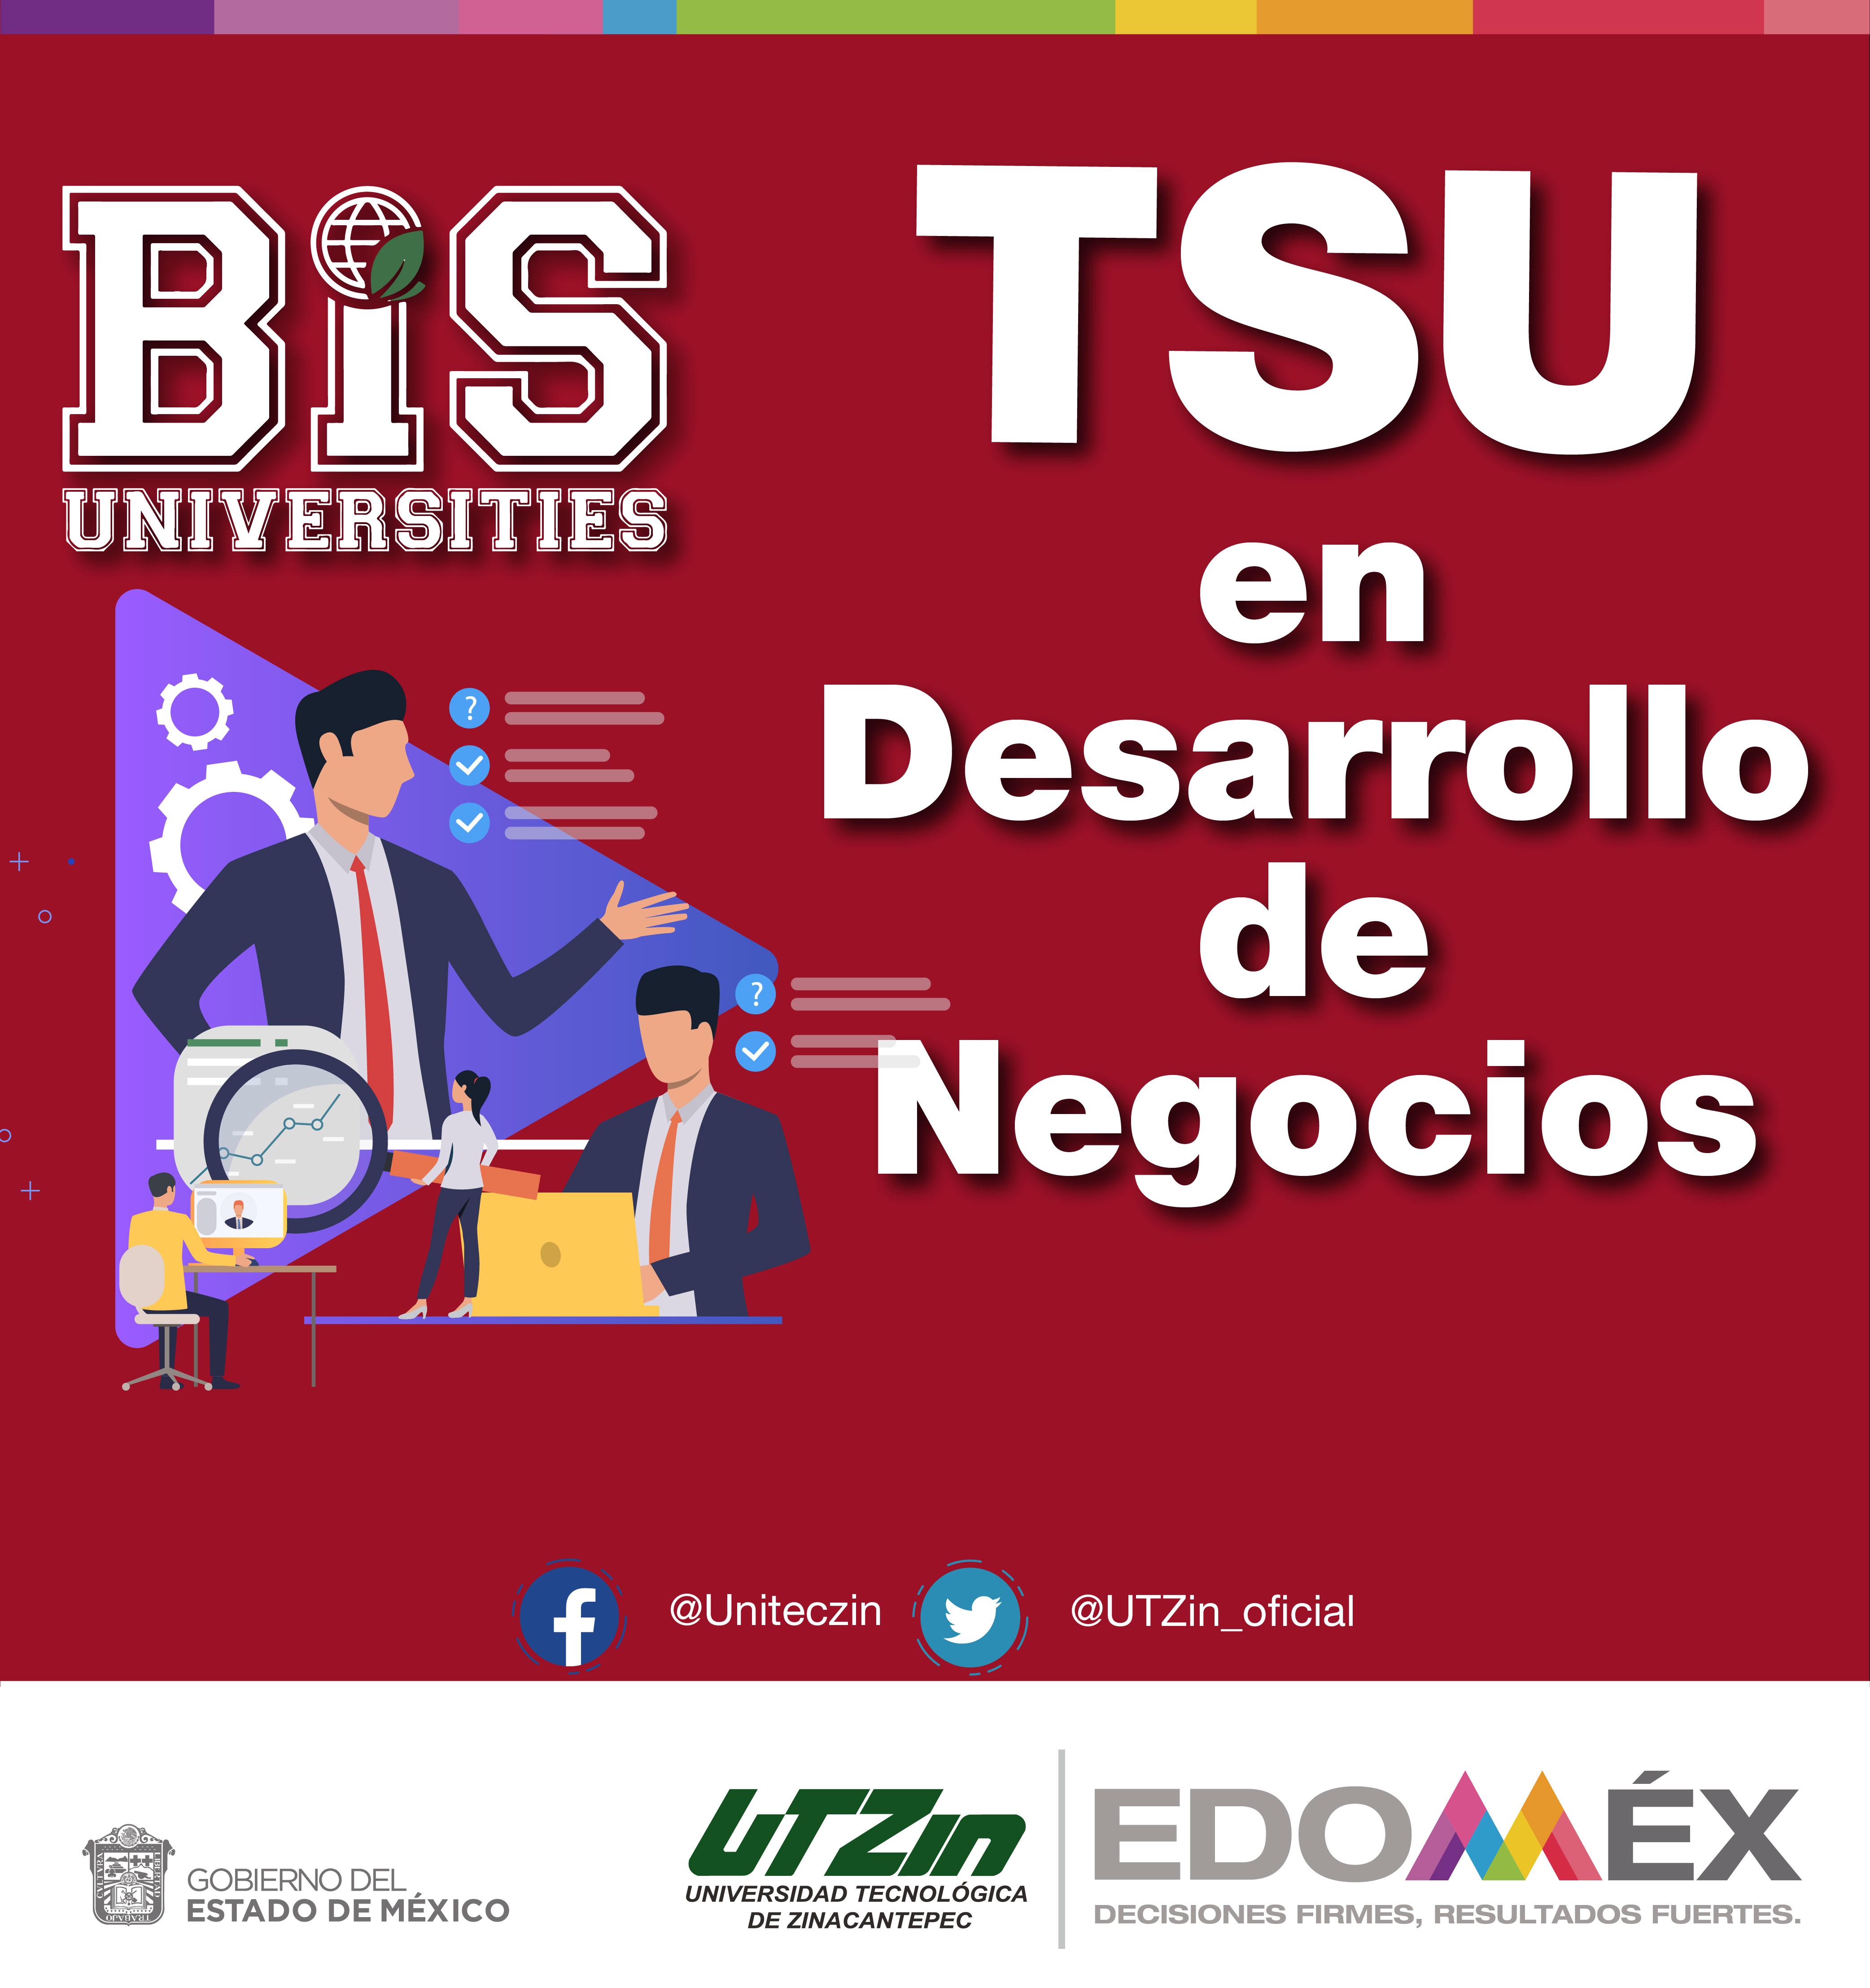 BiS
UNIVERSITIES
TSU
en
Desarrollo
de
Negocios
?
?
@Uniteczin
@UTZin_oficial
GOBIERNO DEL
ESTADO DE MÉXICO
UTZin
UNIVERSIDAD TECNOLÓGICA
DE ZINACANTEPEC
EDOMÉX
DECISIONES FIRMES, RESULTADOS FUERTES.